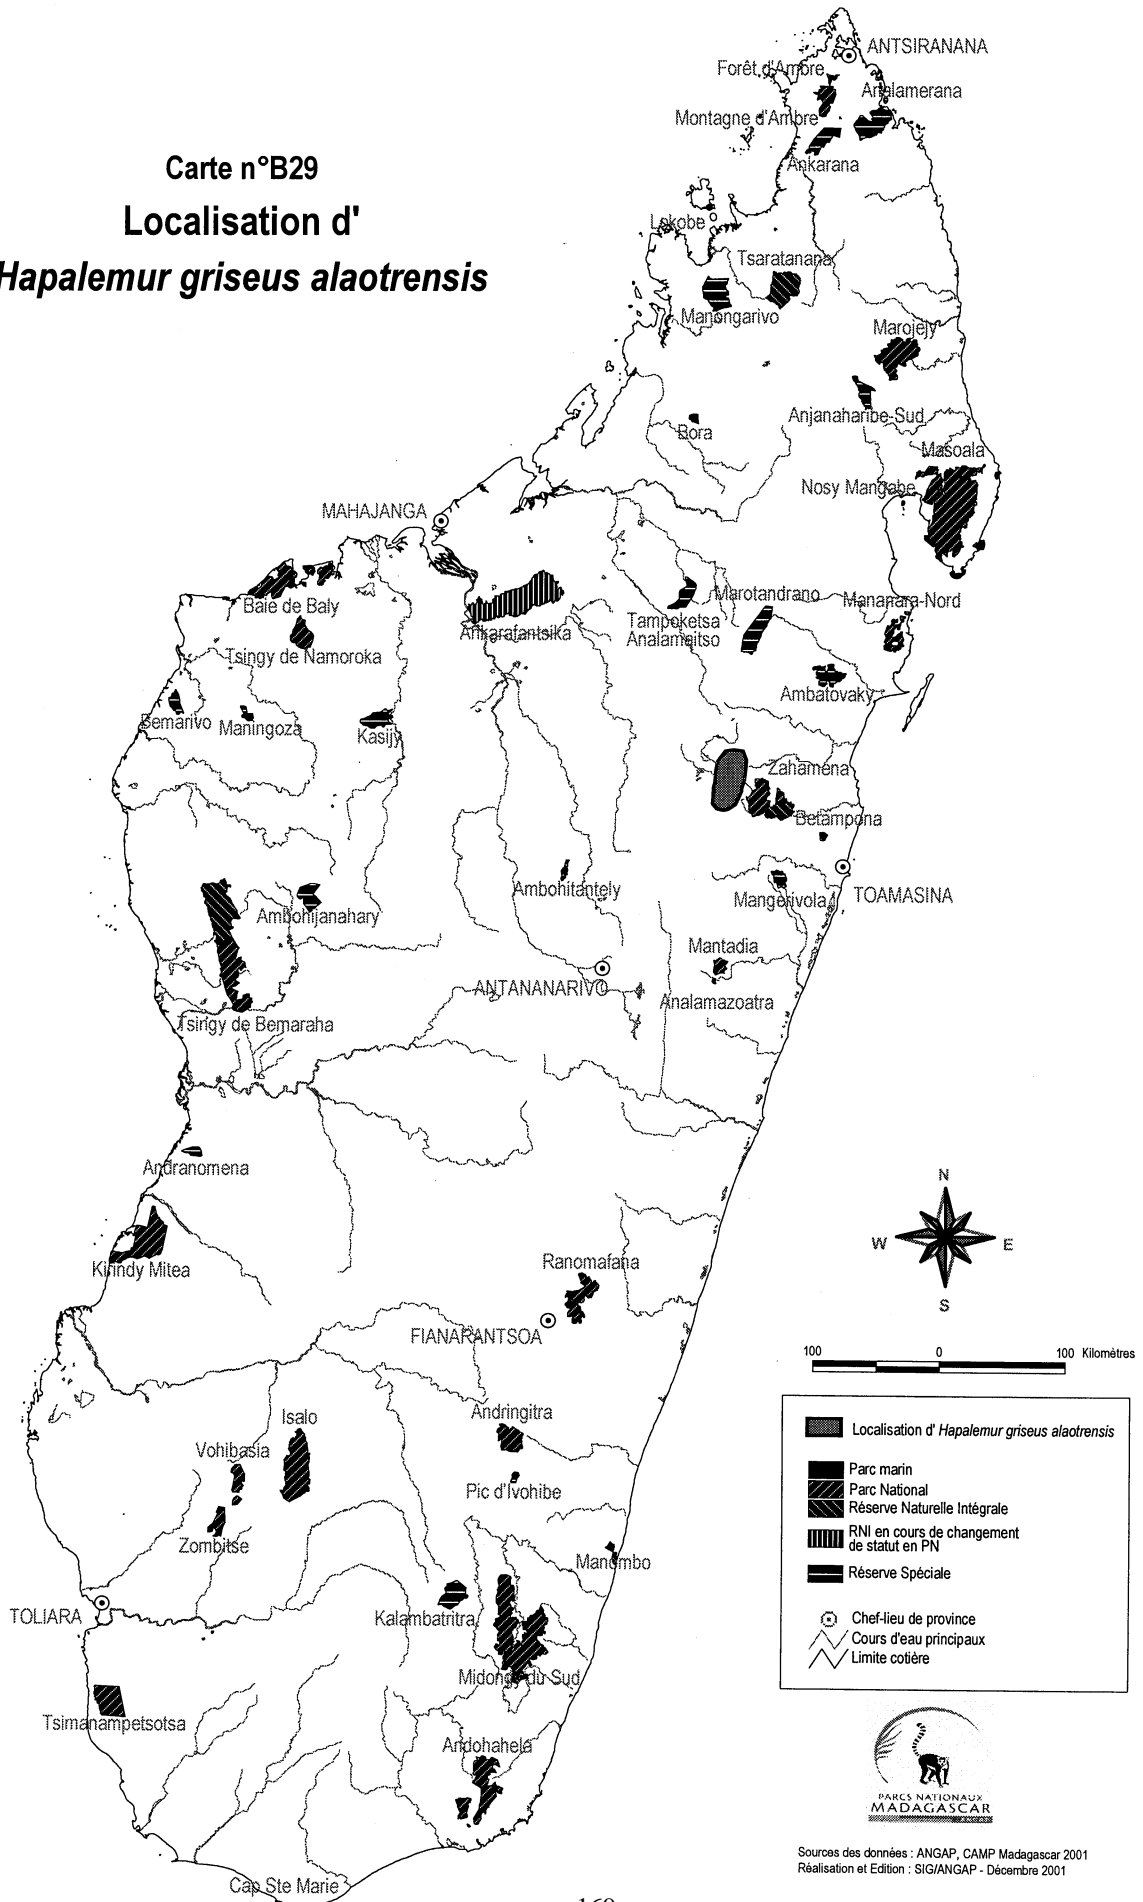 Carte n°B29
Localisation d'
Hapalemur griseus alaotrensis
ANTSIRANANA
Forêt d'Ambre
Analamerana
Montagne d'Ambre
Ankarana
Lokobe
Tsaratanana
Manongarivo
Marojejy
Anjanaharibe-Sud
Bora
Masoala
Nosy Mangabe
MAHAJANGA
Baie de Baly
Ankarafantsika
Tampoketsa
Analamaitso
Marotandrano
Mananara-Nord
Tsingy de Namoroka
Ambatovaky
Bemarivo
Maningoza
Kasijy
Zahamena
Betampona
Ambohitantely
Mangerivola
TOAMASINA
Ambohijanahary
Mantadia
ANTANANARIVO
Analamazoatra
Tsingy de Bemaraha
Andranomena
N
W
E
S
Kirindy Mitea
Ranomafana
FIANARANTSOA
100
0
100 Kilomètres
Isalo
Andringitra
Vohibasia
Pic d'Ivohibe
Zombitse
Manombo
TOLIARA
Kalambatritra
Midongy du Sud
Tsimanampetsotsa
Andohahela
Cap Ste Marie
Localisation d' Hapalemur griseus alaotrensis
Parc marin
Parc National
Réserve Naturelle Intégrale
RNI en cours de changement
de statut en PN
Réserve Spéciale
Chef-lieu de province
Cours d'eau principaux
Limite cotière
PARCS NATIONAUX
MADAGASCAR
Sources des données : ANGAP, CAMP Madagascar 2001
Réalisation et Edition : SIG/ANGAP - Décembre 2001